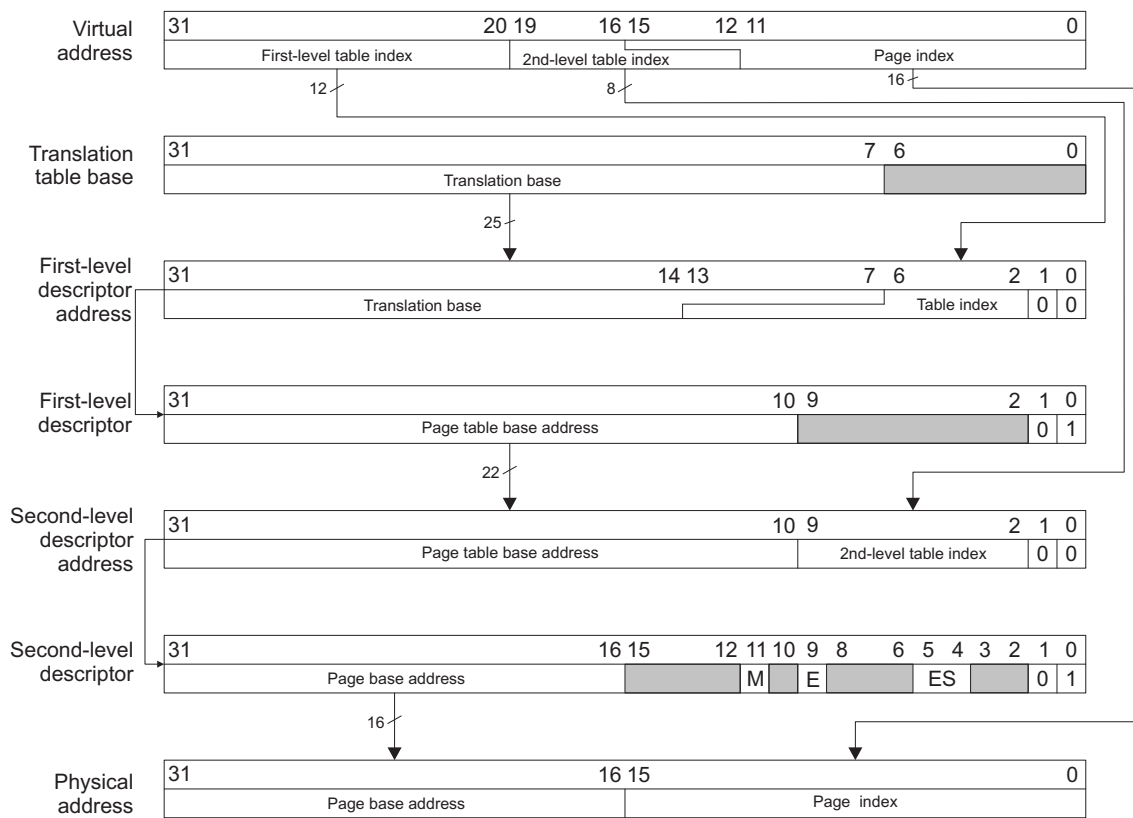 Virtual address
31 20 19 16 15 12 11 0
First-level table index 2nd-level table index Page index
12 8 16
Translation table base
31 7 6 0
Translation base
25
First-level descriptor address
31 14 13 7 6 2 1 0
Translation base Table index 0 0
First-level descriptor
31 10 9 2 1 0
Page table base address 0 1
22
Second-level descriptor address
31 10 9 2 1 0
Page table base address 2nd-level table index 0 0
Second-level descriptor
31 16 15 12 11 10 9 8 6 5 4 3 2 1 0
Page base address M E ES 0 1
16
Physical address
31 16 15 0
Page base address Page index